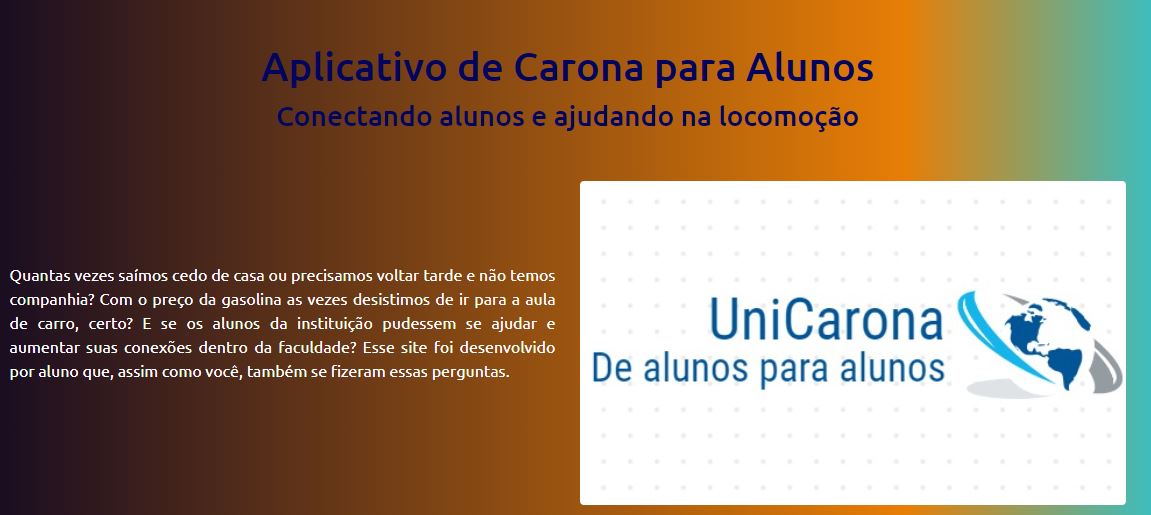 Aplicativo de Carona para Alunos
Conectando alunos e ajudando na locomoção
Quantas vezes saímos cedo de casa ou precisamos voltar tarde e não temos
companhia? Com o preço da gasolina as vezes desistimos de ir para a aula
de carro, certo? E se os alunos da instituição pudessem se ajudar e
aumentar suas conexões dentro da faculdade? Esse site foi desenvolvido
por aluno que, assim como você, também se fizeram essas perguntas.
UniCarona
De alunos para alunos